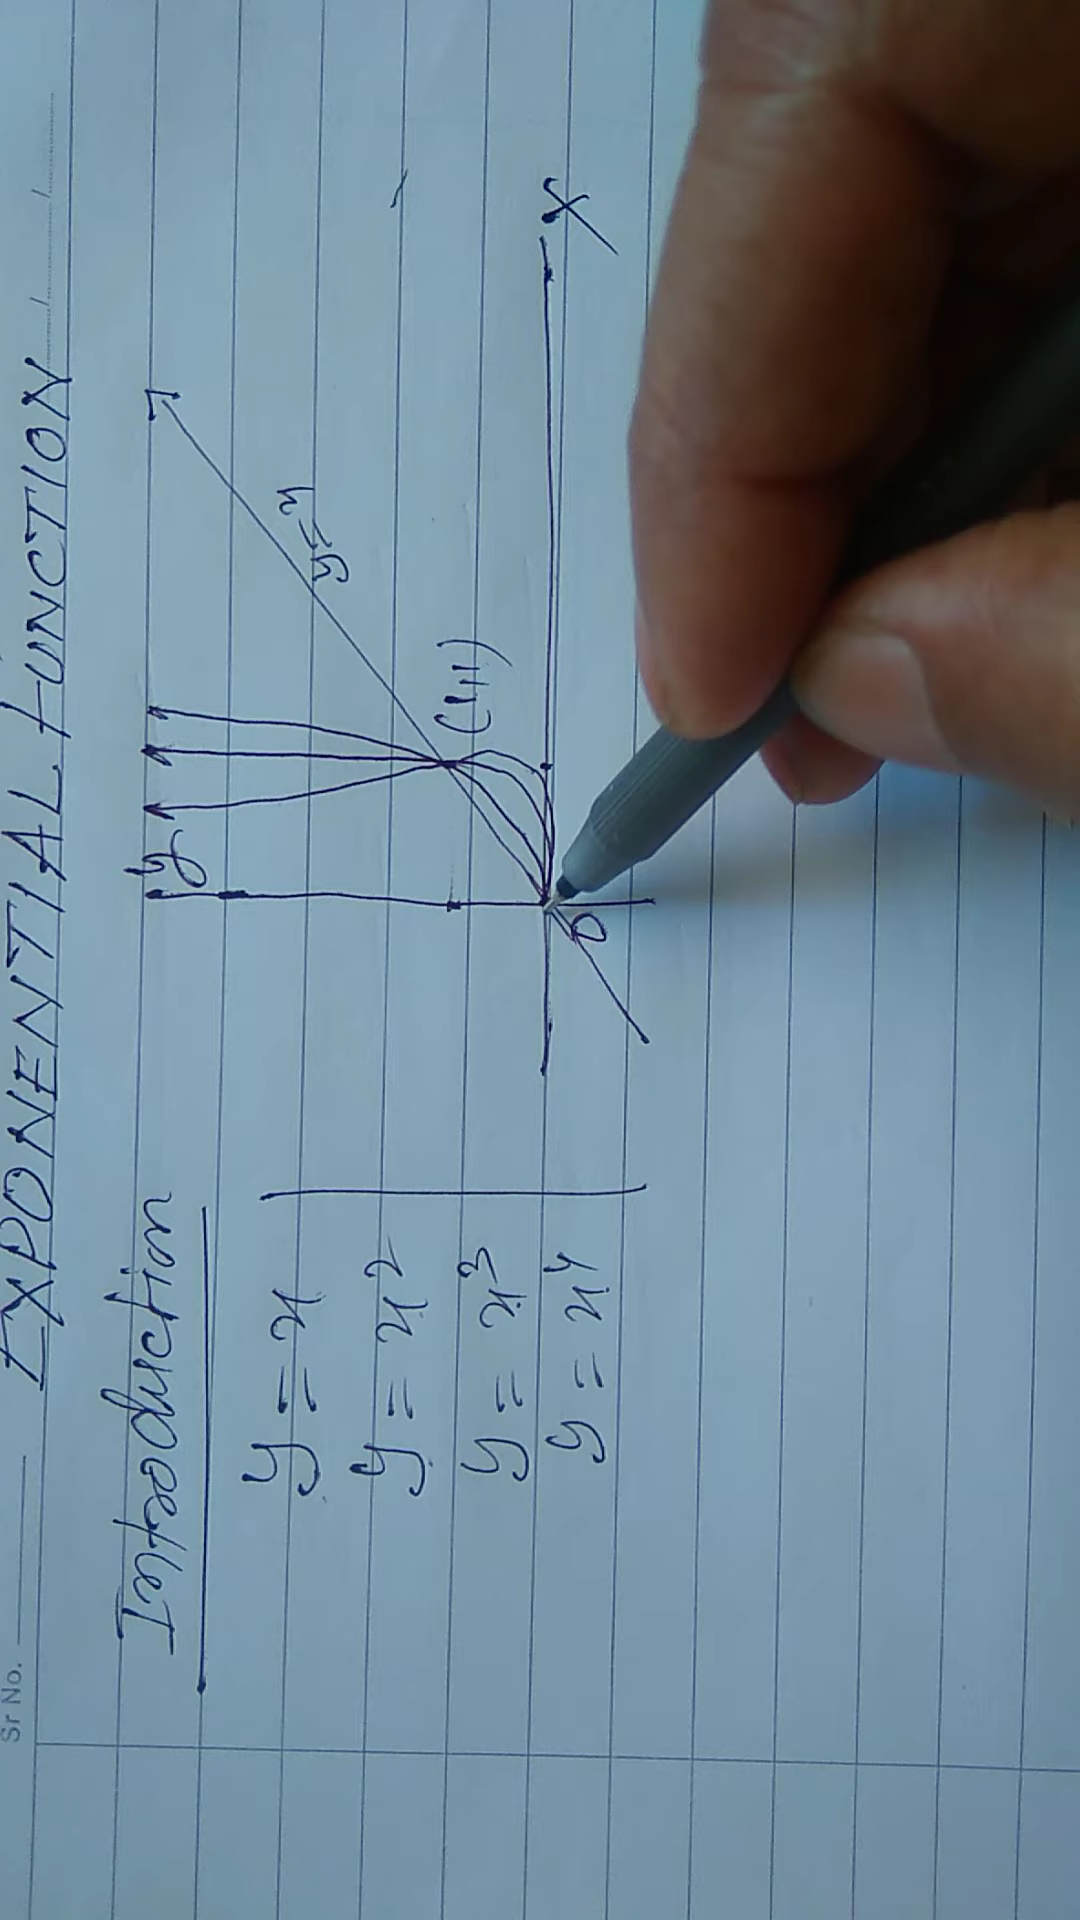 Sr No.
EXPONENTIAL FUNCTION
Introduction
y = x
y = x²
y = x³
y = x⁴
y
y=x
(1,1)
X
O